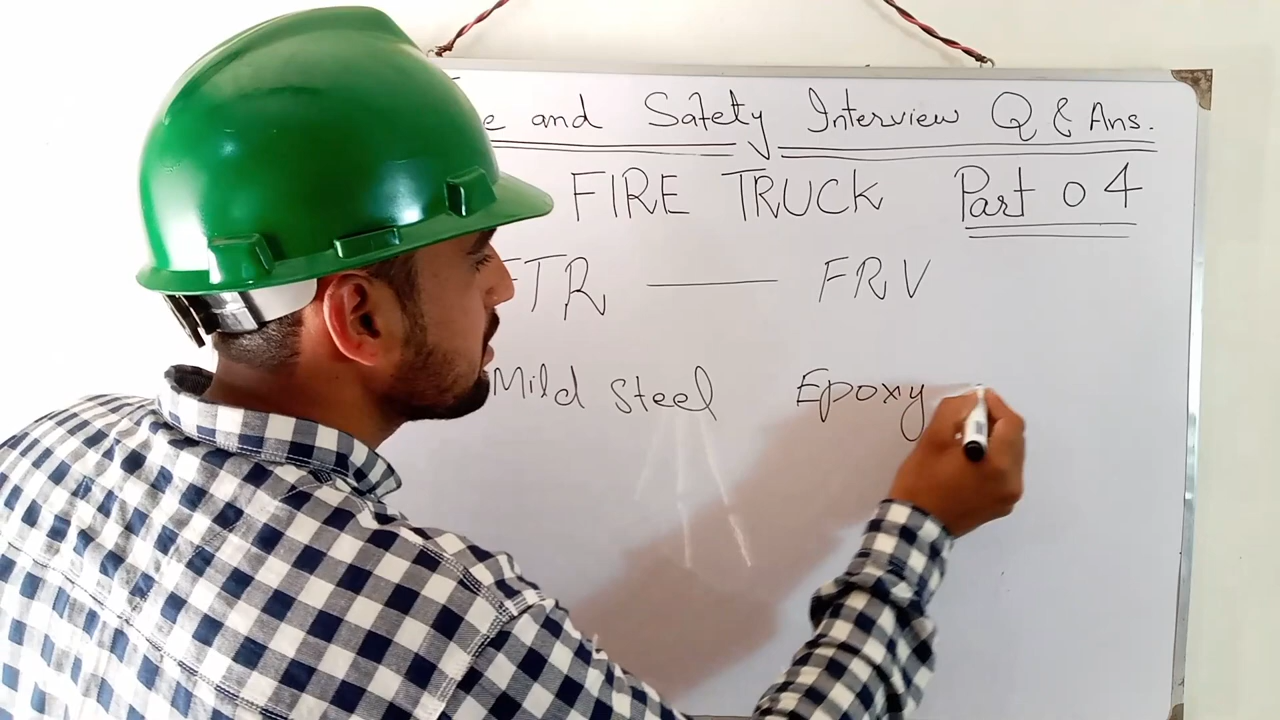 and Safety Interview Q & Ans.
FIRE TRUCK Part 04
FTR — FRV
Mild Steel Epoxy